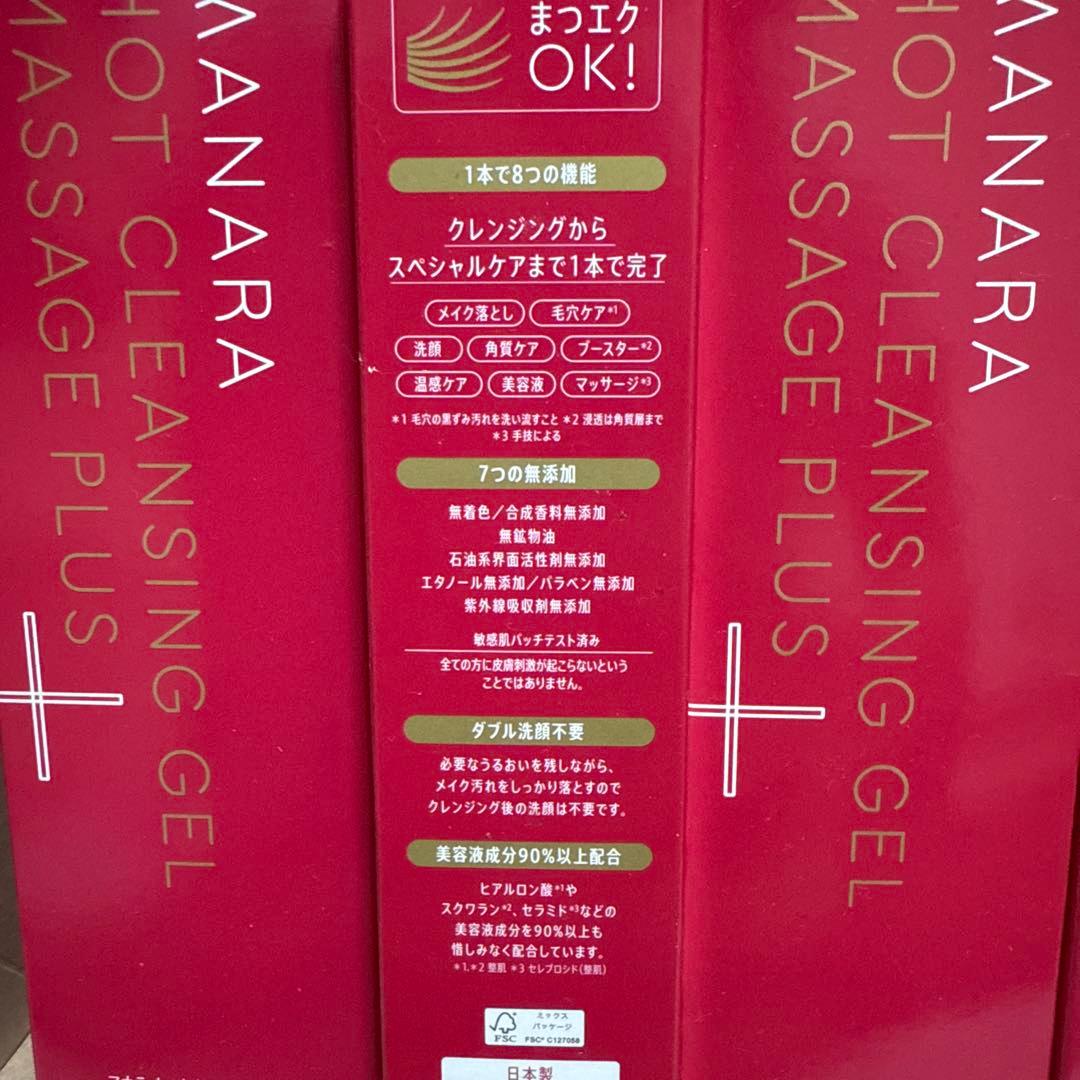 MANARA
HOT CLEANSING GEL
MASSAGE PLUS
まつエク
OK!
1本で8つの機能
クレンジングから
スペシャルケアまで1本で完了
メイク落とし 毛穴ケア*1
洗顔 角質ケア ブースター*2
温感ケア 美容液 マッサージ*3
*1 毛穴の黒ずみ汚れを洗い流すこと *2 浸透は角質層まで
*3 手技による
7つの無添加
無着色/合成香料無添加
無鉱物油
石油系界面活性剤無添加
エタノール無添加/パラベン無添加
紫外線吸収剤無添加
敏感肌パッチテスト済み
全ての方に皮膚刺激が起こらないという
ことではありません。
ダブル洗顔不要
必要なうるおいを残しながら、
メイク汚れをしっかり落とすので
クレンジング後の洗顔は不要です。
美容液成分90%以上配合
ヒアルロン酸*1や
スクワラン*2、セラミド*3などの
美容液成分を90%以上も
惜しみなく配合しています。
*1,*2 整肌 *3 セレブロシド(整肌)
FSC
ミックス
パッケージ
FSC® C127058
日本製
MANARA
HOT CLEANSING GEL
MASSAGE PLUS